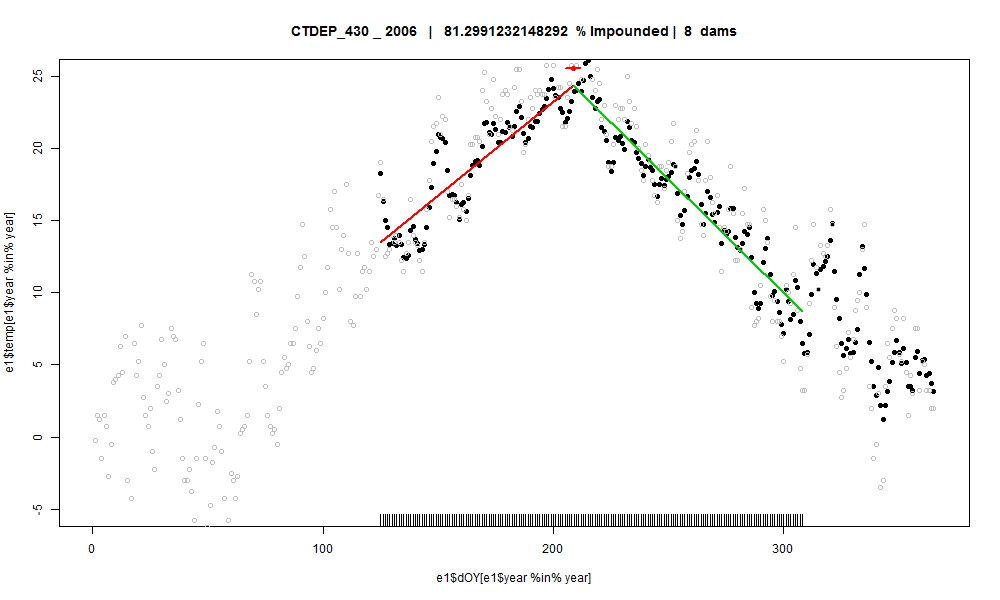 CTDEP_430 _ 2006 | 81.2991232148292 % Impounded | 8 dams
e1$temp[e1$year %in% year]
25
20
15
10
5
0
-5
0 100 200 300
e1$dOY[e1$year %in% year]